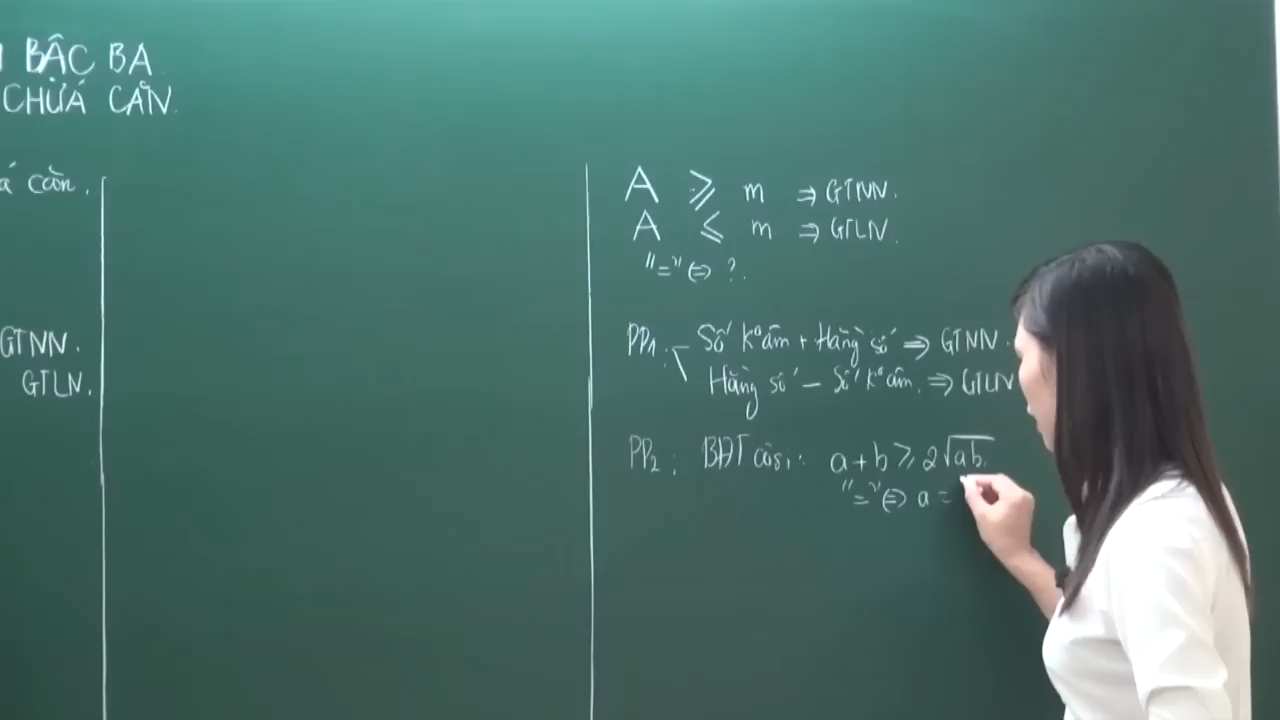 BẬC BA
CHỨA CĂN.
căn.
GTNN.
GTLN.
A ⩾ m ⇒ GTNN.
A ⩽ m ⇒ GTLN.
"=" ⇔ ?.
PP1: Số k° âm + Hằng số ⇒ GTNN.
Hằng số – Số k° âm. ⇒ GTLN
PP2: BĐT côsi: a + b ⩾ 2√ab.
"=" ⇔ a =